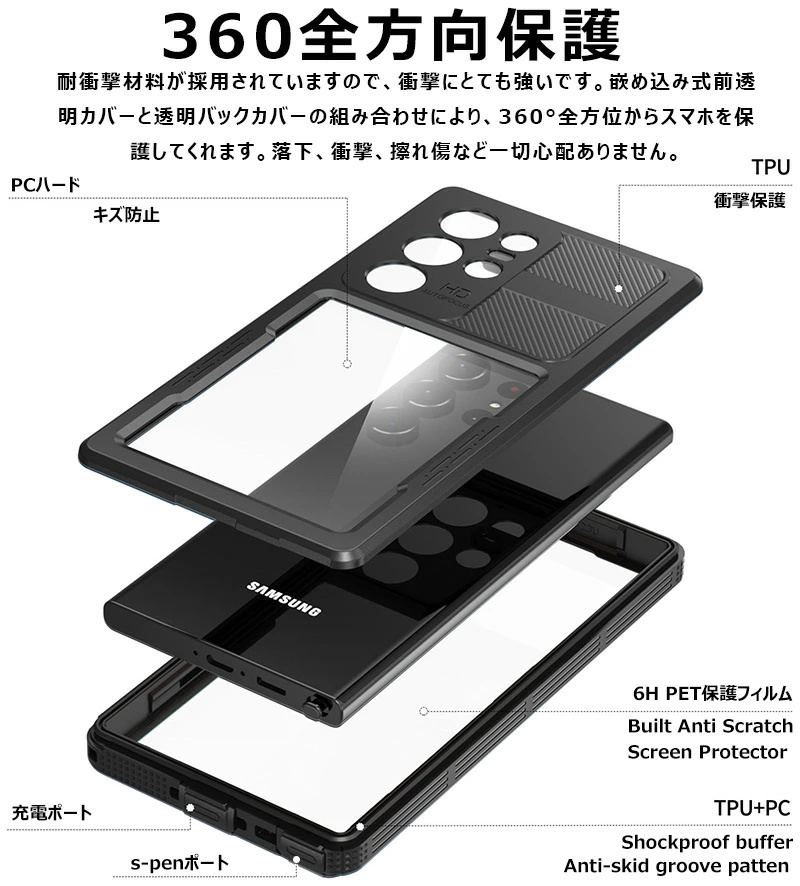 360全方向保護
耐衝撃材料が採用されていますので、衝撃にとても強いです。嵌め込み式前透
明カバーと透明バックカバーの組み合わせにより、360°全方位からスマホを保
護してくれます。落下、衝撃、擦れ傷など一切心配ありません。
PCハード
キズ防止
TPU
衝撃保護
HD
AUTOFOCUS
SAMSUNG
6H PET保護フィルム
Built Anti Scratch
Screen Protector
充電ポート
TPU+PC
Shockproof buffer
s-penポート
Anti-skid groove patten